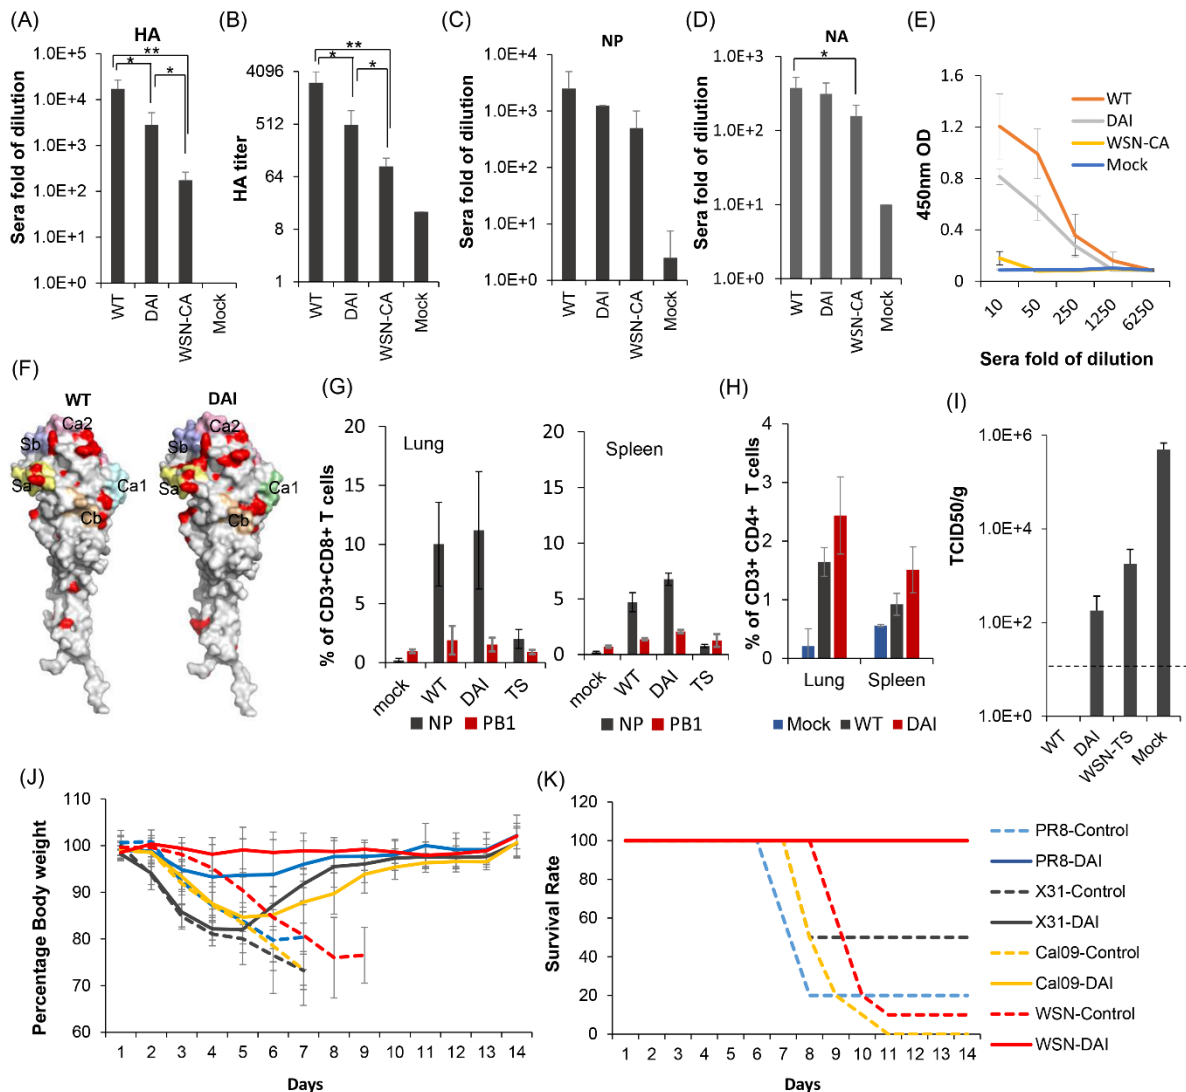 (A)
HA
Sera fold of dilution
1.0E+5
1.0E+4
1.0E+3
1.0E+2
1.0E+1
1.0E+0
**
*
*
WT
DAI
WSN-CA
Mock
(B)
HA titer
4096
512
64
8
1
**
*
*
WT
DAI
WSN-CA
Mock
(C)
NP
Sera fold of dilution
1.0E+4
1.0E+3
1.0E+2
1.0E+1
1.0E+0
WT
DAI
WSN-CA
Mock
(D)
NA
Sera fold of dilution
1.0E+3
1.0E+2
1.0E+1
1.0E+0
*
WT
DAI
WSN-CA
Mock
(E)
450nm OD
1.6
1.2
0.8
0.4
0
WT
DAI
WSN-CA
Mock
10
50
250
1250
6250
Sera fold of dilution
(F)
WT
Ca2
Sb
Sa
Ca1
Cb
DAI
Ca2
Sb
Sa
Ca1
Cb
(G)
% of CD3+CD8+ T cells
20
15
10
5
0
Lung
mock
WT
DAI
TS
NP PB1
20
15
10
5
0
Spleen
mock
WT
DAI
TS
NP PB1
(H)
% of CD3+ CD4+ T cells
4
3
2
1
0
Lung Spleen
Mock WT DAI
(I)
TCID50/g
1.0E+6
1.0E+4
1.0E+2
1.0E+0
WT
DAI
WSN-TS
Mock
(J)
Percentage Body weight
110
100
90
80
70
60
1 2 3 4 5 6 7 8 9 10 11 12 13 14
Days
(K)
Survival Rate
120
100
80
60
40
20
0
1 2 3 4 5 6 7 8 9 10 11 12 13 14
Days
PR8-Control
PR8-DAI
X31-Control
X31-DAI
Cal09-Control
Cal09-DAI
WSN-Control
WSN-DAI